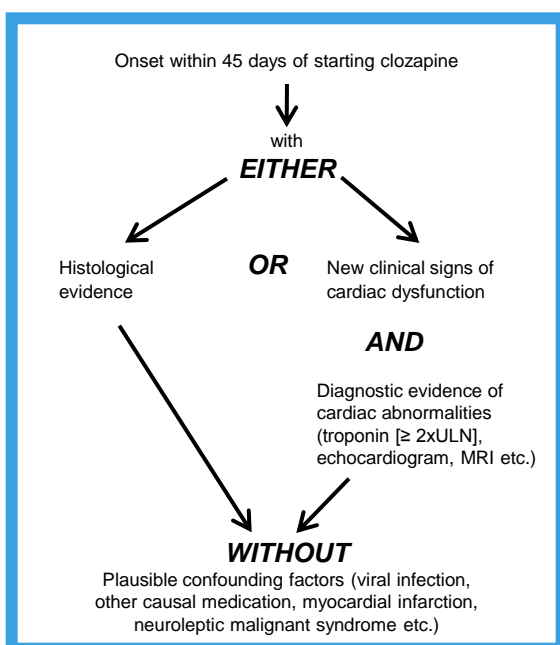 Onset within 45 days of starting clozapine
with
EITHER
Histological
evidence
OR
New clinical signs of
cardiac dysfunction
AND
Diagnostic evidence of
cardiac abnormalities
(troponin [≥ 2xULN],
echocardiogram, MRI etc.)
WITHOUT
Plausible confounding factors (viral infection,
other causal medication, myocardial infarction,
neuroleptic malignant syndrome etc.)